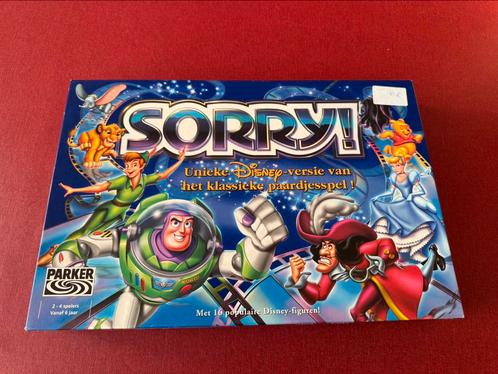 SORRY!
Unieke Disney-versie van
het klassieke paardjesspel!
PARKER
2 - 4 spelers
Vanaf 6 jaar
Met 16 populaire Disney-figuren!